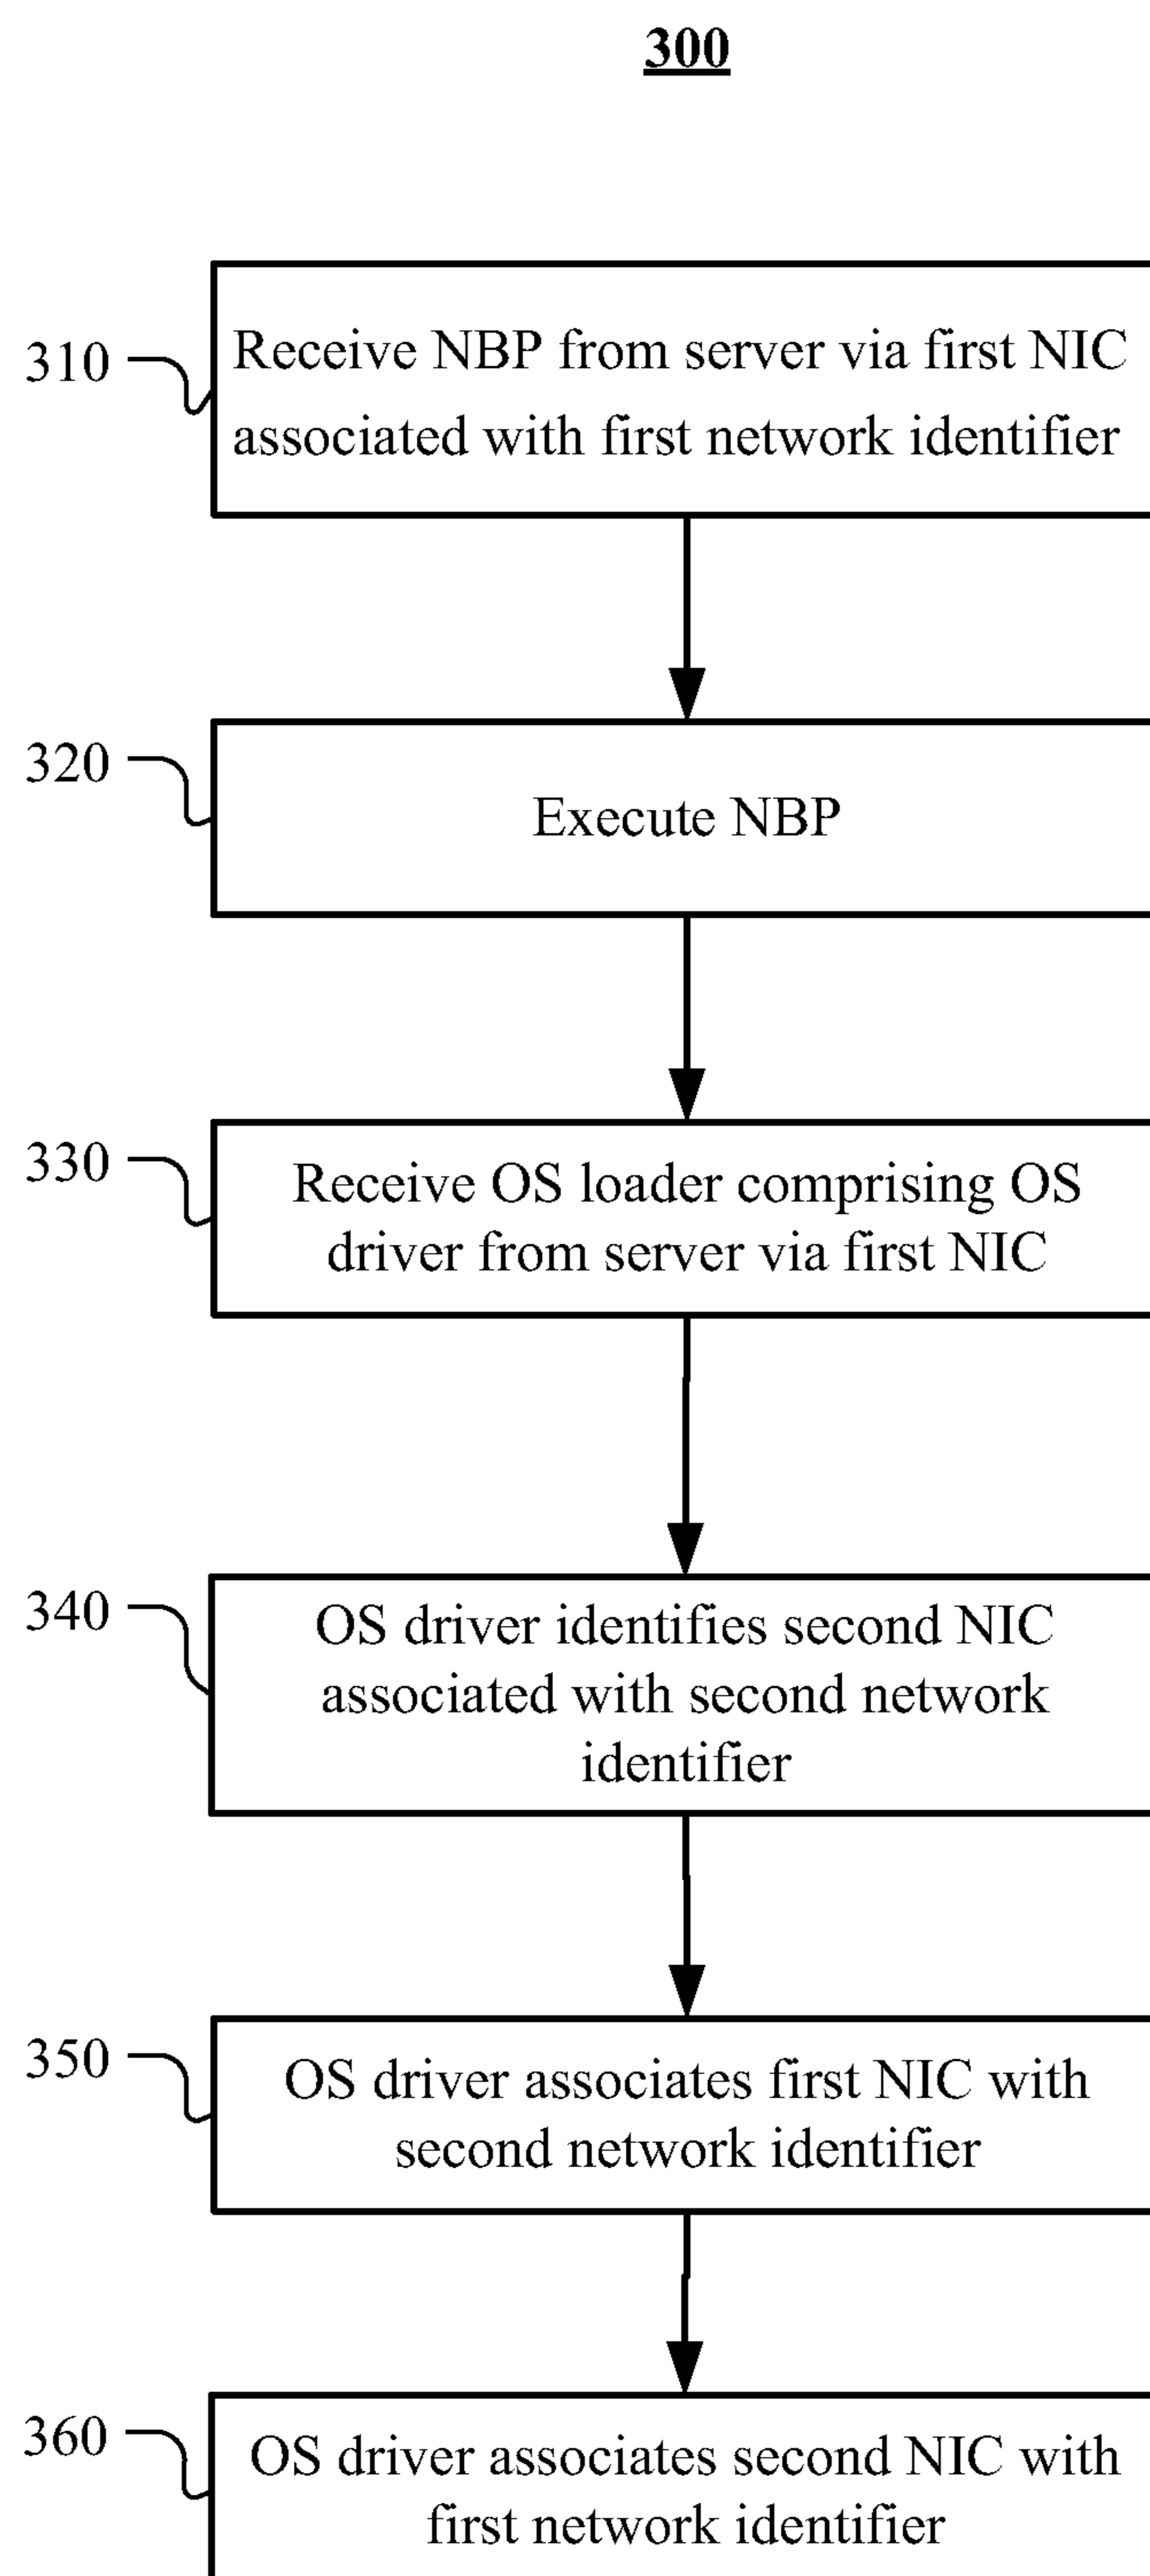 300
310
Receive NBP from server via first NIC
associated with first network identifier
320
Execute NBP
330
Receive OS loader comprising OS
driver from server via first NIC
340
OS driver identifies second NIC
associated with second network
identifier
350
OS driver associates first NIC with
second network identifier
360
OS driver associates second NIC with
first network identifier